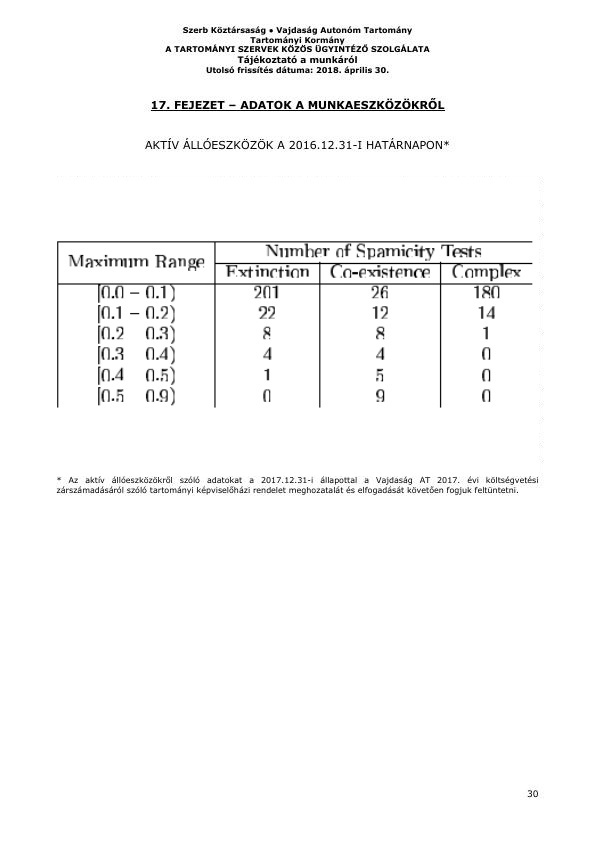 Szerb Köztársaság ● Vajdaság Autonóm Tartomány
Tartományi Kormány
A TARTOMÁNYI SZERVEK KÖZÖS ÜGYINTÉZŐ SZOLGÁLATA
Tájékoztató a munkáról
Utolsó frissítés dátuma: 2018. április 30.
17. FEJEZET – ADATOK A MUNKAESZKÖZÖKRŐL
AKTÍV ÁLLÓESZKÖZÖK A 2016.12.31-I HATÁRNAPON*
Maximum Range Number of Spamicity Tests
Extinction Co-existence Complex
[0.0 – 0.1) 201 26 180
[0.1 – 0.2) 22 12 14
[0.2 0.3) 8 8 1
[0.3 0.4) 4 4 0
[0.4 0.5) 1 5 0
[0.5 0.9) 0 9 0
* Az aktív állóeszközökről szóló adatokat a 2017.12.31-i állapottal a Vajdaság AT 2017. évi költségvetési
zárszámadásáról szóló tartományi képviselőházi rendelet meghozatalát és elfogadását követően fogjuk feltüntetni.
30